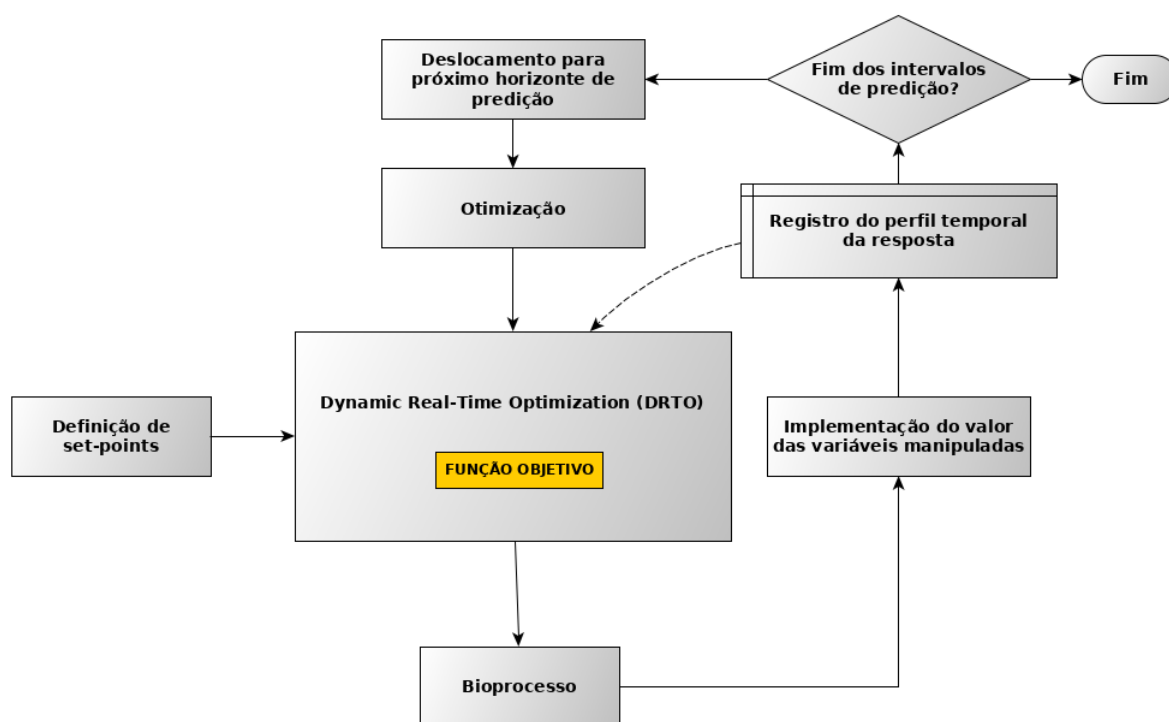 Deslocamento para
próximo horizonte de
predição
Fim dos intervalos
de predição?
Fim
Otimização
Registro do perfil temporal
da resposta
Dynamic Real-Time Optimization (DRTO)
FUNÇÃO OBJETIVO
Definição de
set-points
Implementação do valor
das variáveis manipuladas
Bioprocesso